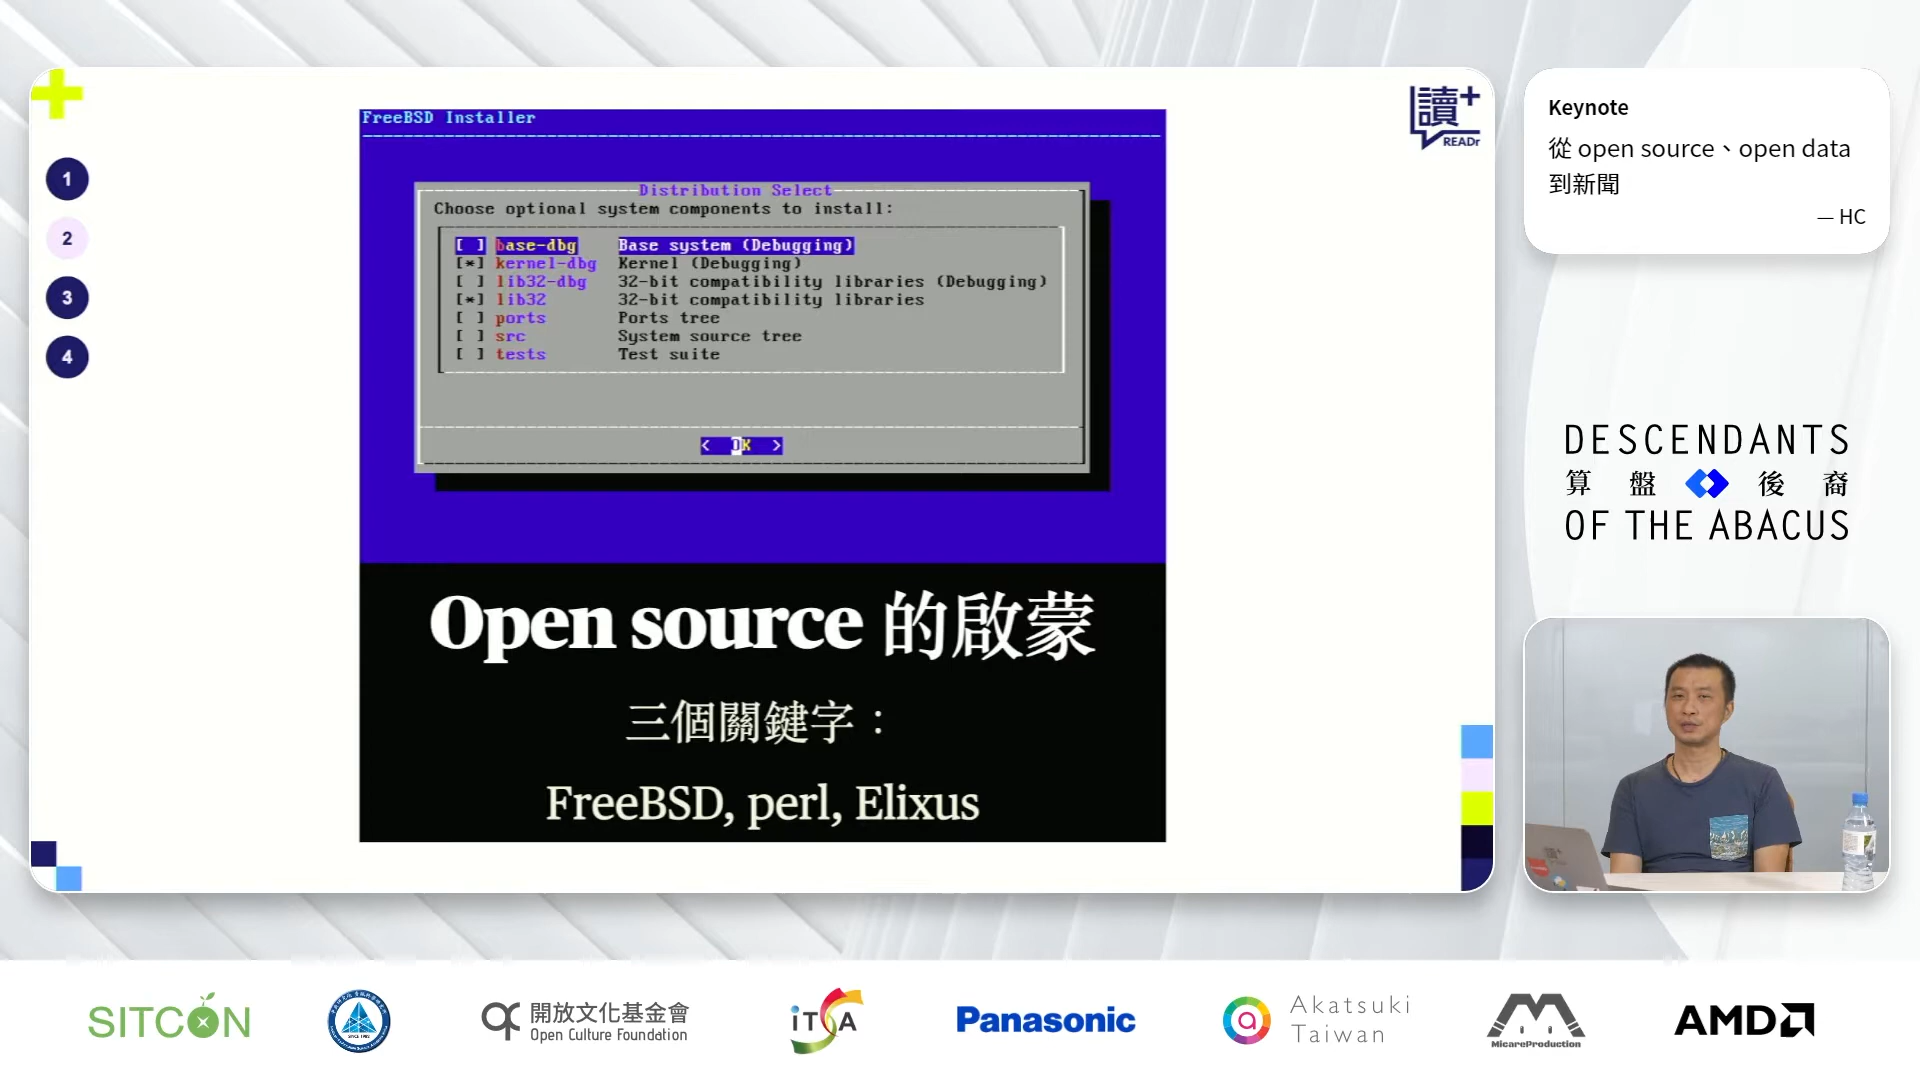 讀+
READr
1
2
3
4
FreeBSD Installer
Distribution Select
Choose optional system components to install:
[ ] base-dbg Base system (Debugging)
[*] kernel-dbg Kernel (Debugging)
[ ] lib32-dbg 32-bit compatibility libraries (Debugging)
[*] lib32 32-bit compatibility libraries
[ ] ports Ports tree
[ ] src System source tree
[ ] tests Test suite
< OK >
Open source 的啟蒙
三個關鍵字：
FreeBSD, perl, Elixus
Keynote
從 open source、open data
到新聞
— HC
DESCENDANTS
算盤後裔
OF THE ABACUS
SITCON
開放文化基金會
Open Culture Foundation
iTSA
Panasonic
Akatsuki
Taiwan
MicareProduction
AMD